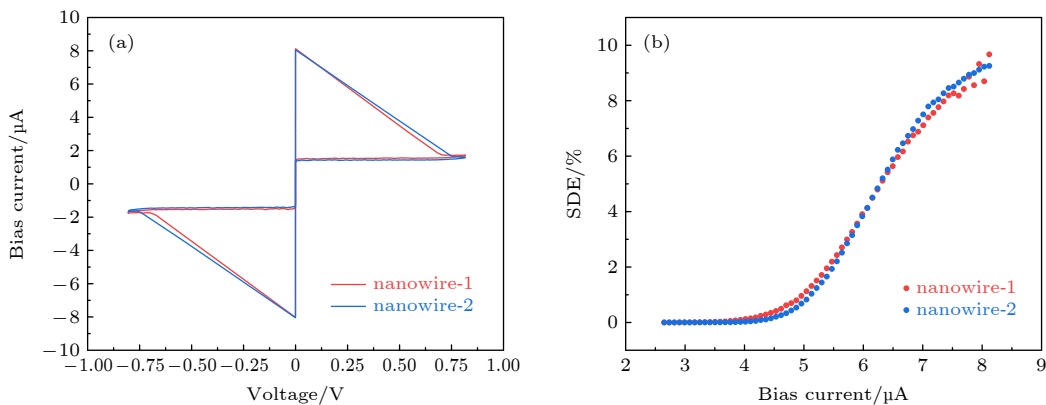 (a)
Bias current/μA
10
8
6
4
2
0
−2
−4
−6
−8
−10
−1.00 −0.75 −0.50 −0.25 0 0.25 0.50 0.75 1.00
Voltage/V
nanowire-1
nanowire-2
(b)
SDE/%
10
8
6
4
2
0
2 3 4 5 6 7 8 9
Bias current/μA
nanowire-1
nanowire-2